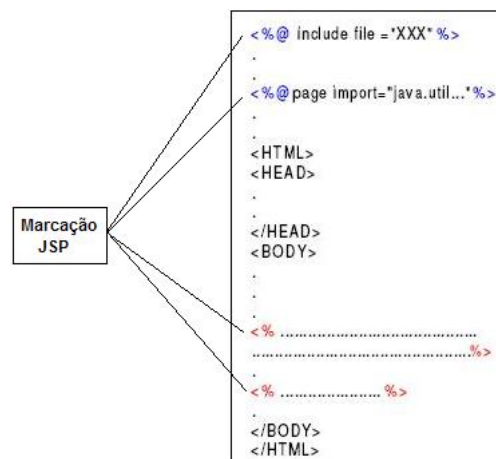 Marcação
JSP
<%@ include file ="XXX" %>
.
.
<%@page import="java.util..."%>
.
.
<HTML>
<HEAD>
.
.
</HEAD>
<BODY>
.
.
.
<% ................................................
......................................................%>
.
<% ........................ %>
.
</BODY>
</HTML>